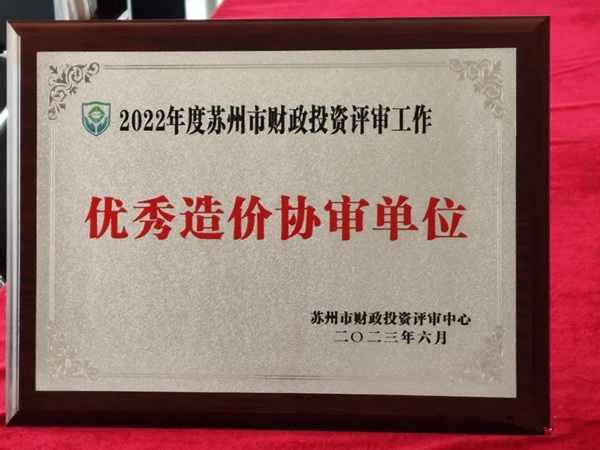 2022年度苏州市财政投资评审工作
优秀造价协审单位
苏州市财政投资评审中心
二〇二三年六月